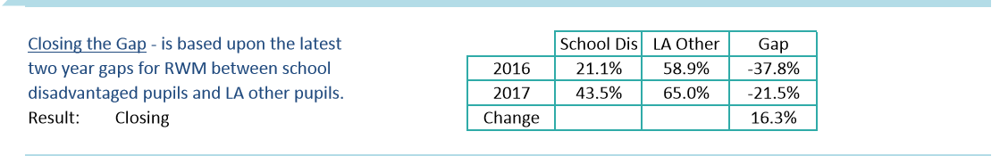 Closing the Gap - is based upon the latest
two year gaps for RWM between school
disadvantaged pupils and LA other pupils.
Result: Closing
School Dis LA Other Gap
2016 21.1% 58.9% -37.8%
2017 43.5% 65.0% -21.5%
Change 16.3%